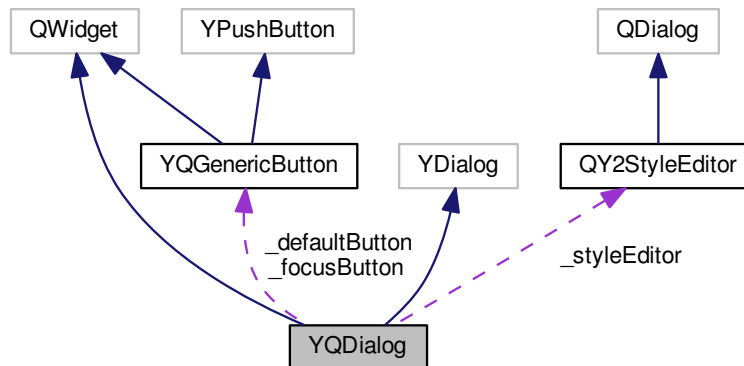 QWidget
YPushButton
QDialog
YQGenericButton
YDialog
QY2StyleEditor
_defaultButton
_focusButton
_styleEditor
YQDialog